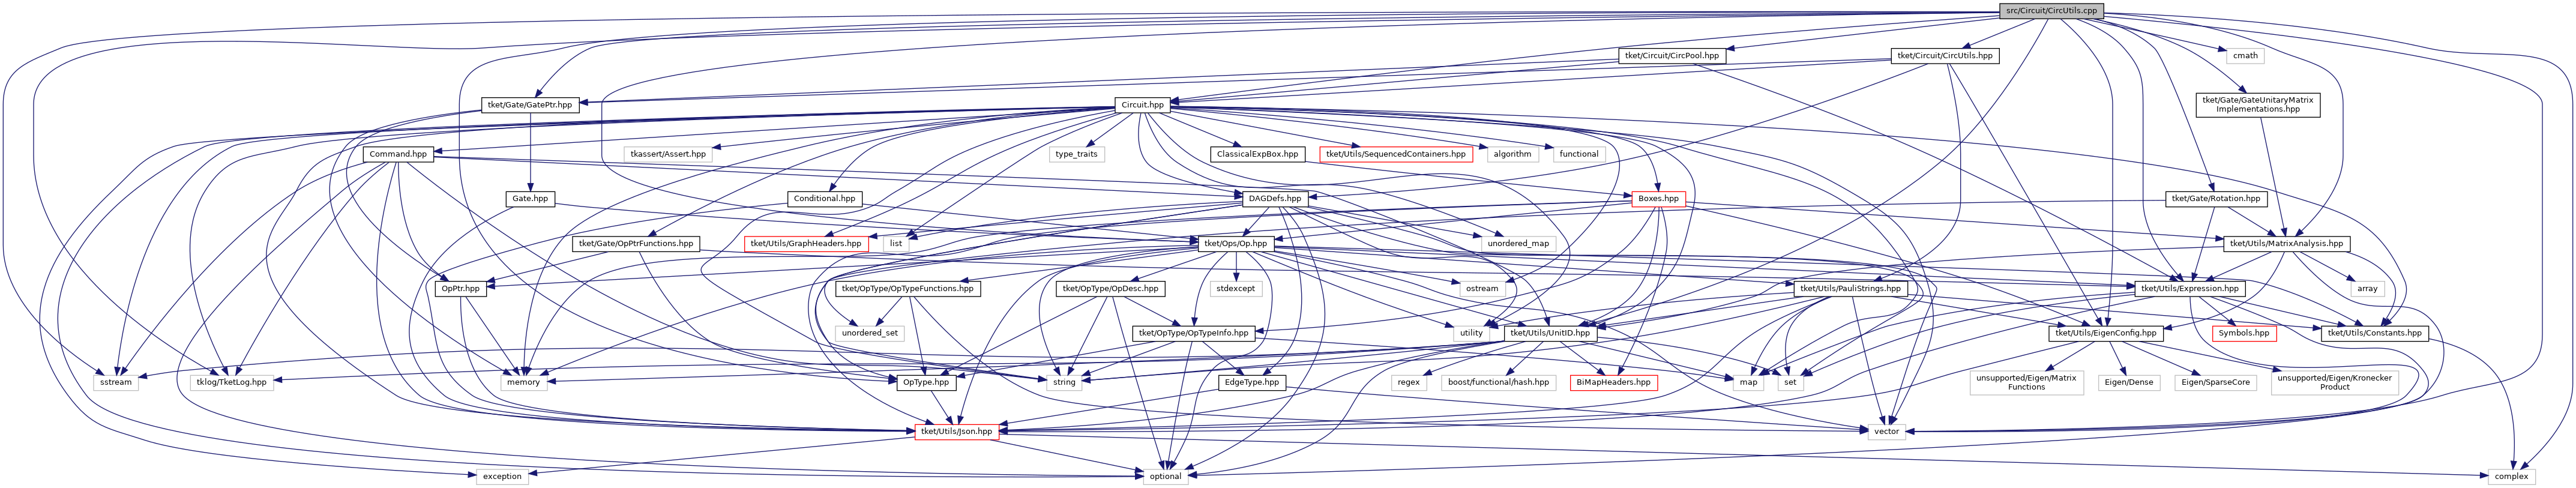 src/Circuit/CircUtils.cpp
tket/Circuit/CircPool.hpp
tket/Circuit/CircUtils.hpp
cmath
tket/Gate/GatePtr.hpp
Circuit.hpp
tket/Gate/GateUnitaryMatrix
Implementations.hpp
Command.hpp
tkassert/Assert.hpp
type_traits
ClassicalExpBox.hpp
tket/Utils/SequencedContainers.hpp
algorithm
functional
Gate.hpp
Conditional.hpp
DAGDefs.hpp
Boxes.hpp
tket/Gate/Rotation.hpp
tket/Gate/OpPtrFunctions.hpp
tket/Utils/GraphHeaders.hpp
list
tket/Ops/Op.hpp
unordered_map
tket/Utils/MatrixAnalysis.hpp
OpPtr.hpp
tket/OpType/OpTypeFunctions.hpp
tket/OpType/OpDesc.hpp
stdexcept
ostream
tket/Utils/PauliStrings.hpp
tket/Utils/Expression.hpp
array
unordered_set
tket/OpType/OpTypeInfo.hpp
utility
tket/Utils/UnitID.hpp
tket/Utils/EigenConfig.hpp
Symbols.hpp
tket/Utils/Constants.hpp
sstream
tklog/TketLog.hpp
memory
OpType.hpp
string
EdgeType.hpp
regex
boost/functional/hash.hpp
BiMapHeaders.hpp
map
set
unsupported/Eigen/Matrix
Functions
Eigen/Dense
Eigen/SparseCore
unsupported/Eigen/Kronecker
Product
tket/Utils/Json.hpp
vector
exception
optional
complex